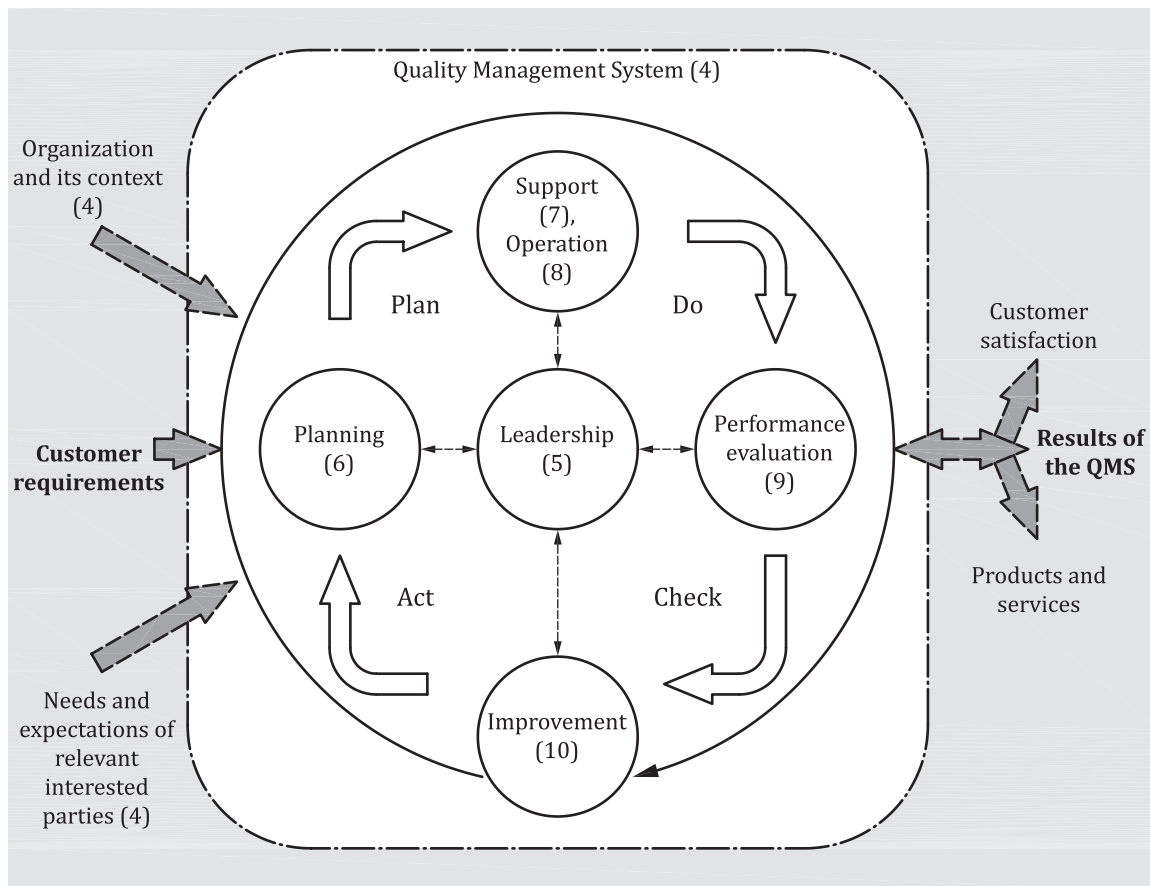 Quality Management System (4)
Organization
and its context
(4)
Support
(7),
Operation
(8)
Plan
Do
Customer
satisfaction
Planning
(6)
Leadership
(5)
Performance
evaluation
(9)
Customer
requirements
Results of
the QMS
Act
Check
Products and
services
Needs and
expectations of
relevant
interested
parties (4)
Improvement
(10)